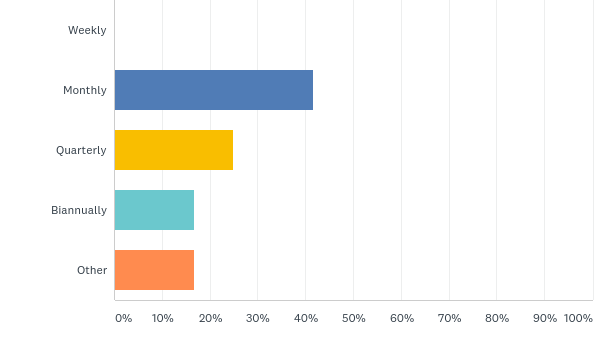 Weekly
Monthly
Quarterly
Biannually
Other
0% 10% 20% 30% 40% 50% 60% 70% 80% 90% 100%